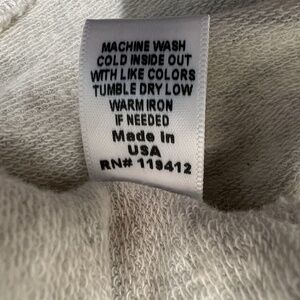 MACHINE WASH
COLD INSIDE OUT
WITH LIKE COLORS
TUMBLE DRY LOW
WARM IRON
IF NEEDED
Made in
USA
RN# 119412